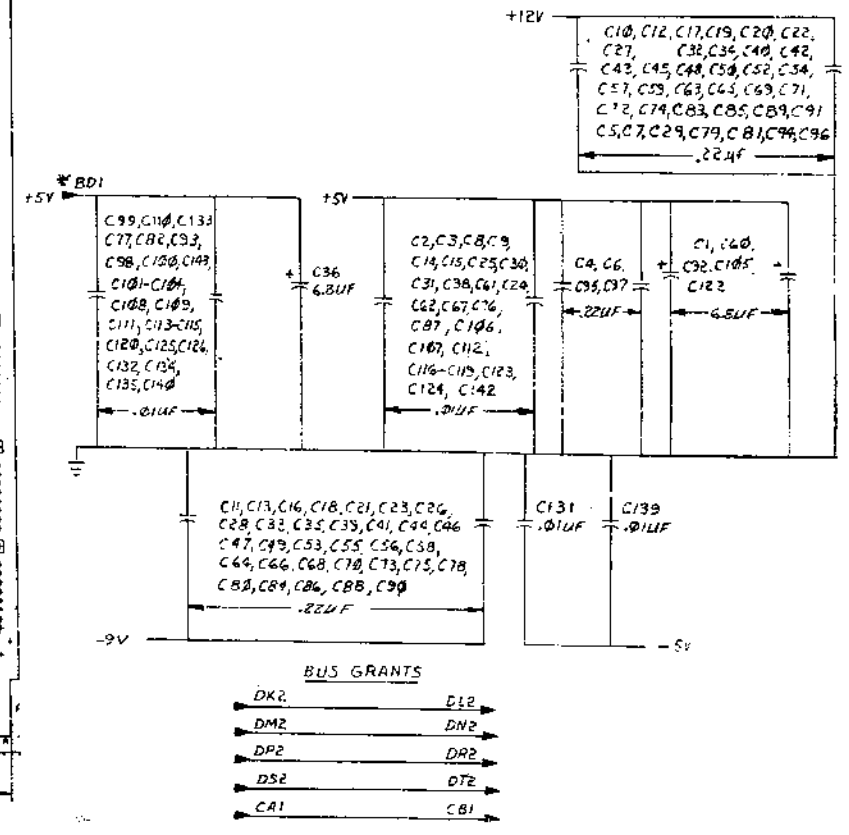 +12V
C10, C12, C17, C19, C20, C22,
C27, C32, C34, C40, C42,
C43, C45, C48, C50, C52, C54,
C57, C59, C63, C65, C69, C71,
C72, C74, C83, C85, C89, C91
C5, C7, C29, C79, C81, C94, C96
.22UF
* BD1
+5V
C99, C110, C133
C77, C82, C93,
C98, C100, C143,
C101-C104,
C108, C109,
C111, C113-C115,
C120, C125, C126,
C132, C134,
C135, C140
.01UF
+ C36
6.8UF
+5V
C2, C3, C8, C9,
C14, C15, C25, C30,
C31, C38, C61, C24
C62, C67, C76,
C87, C106,
C107, C112,
C116-C119, C123,
C124, C142
.01UF
C4, C6,
C95, C97
.22UF
C1, C60,
C92, C105,
C122
+
6.8UF
C11, C13, C16, C18, C21, C23, C26,
C28, C33, C35, C39, C41, C44, C46
C47, C49, C53, C55, C56, C58,
C64, C66, C68, C70, C73, C75, C78,
C80, C84, C86, C88, C90
.22UF
-9V
C131
.01UF
C139
.01UF
-5V
BUS GRANTS
DK2 DL2
DM2 DN2
DP2 DR2
DS2 DT2
CA1 CB1